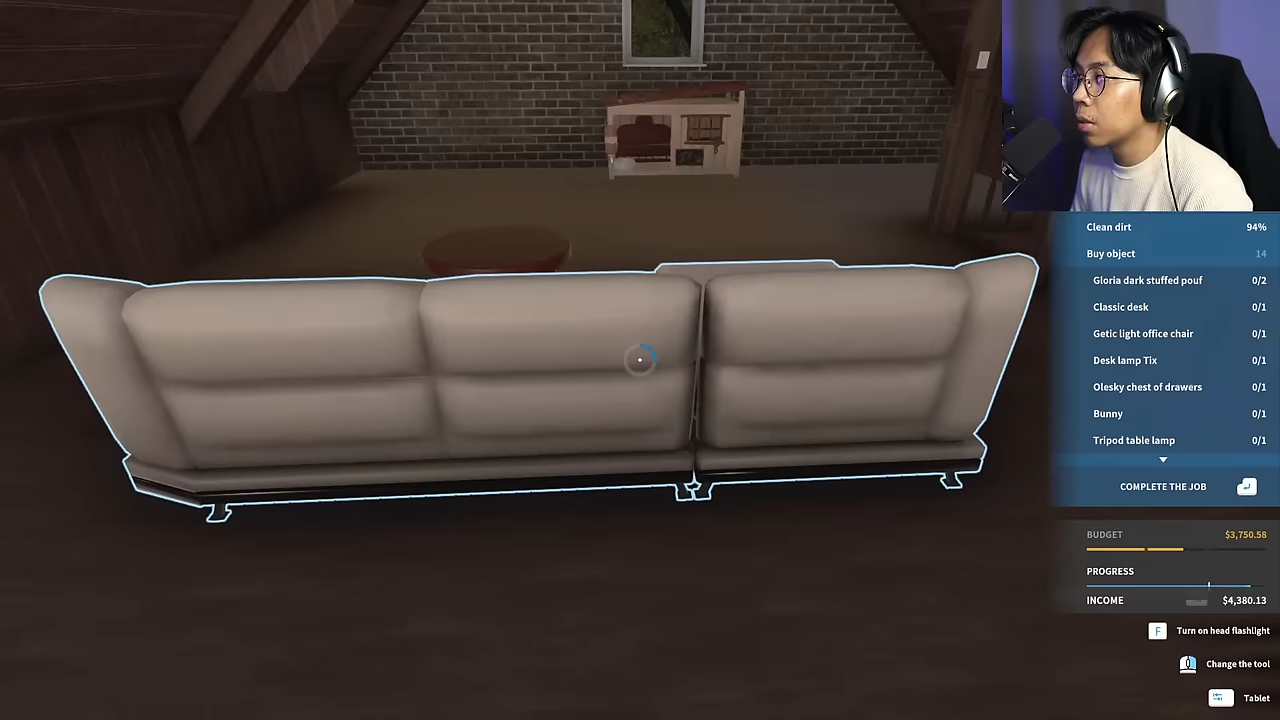 Clean dirt 94%
Buy object 14
Gloria dark stuffed pouf 0/2
Classic desk 0/1
Getic light office chair 0/1
Desk lamp Tix 0/1
Olesky chest of drawers 0/1
Bunny 0/1
Tripod table lamp 0/1
COMPLETE THE JOB
BUDGET $3,750.58
PROGRESS
INCOME $4,380.13
F Turn on head flashlight
Change the tool
Tablet